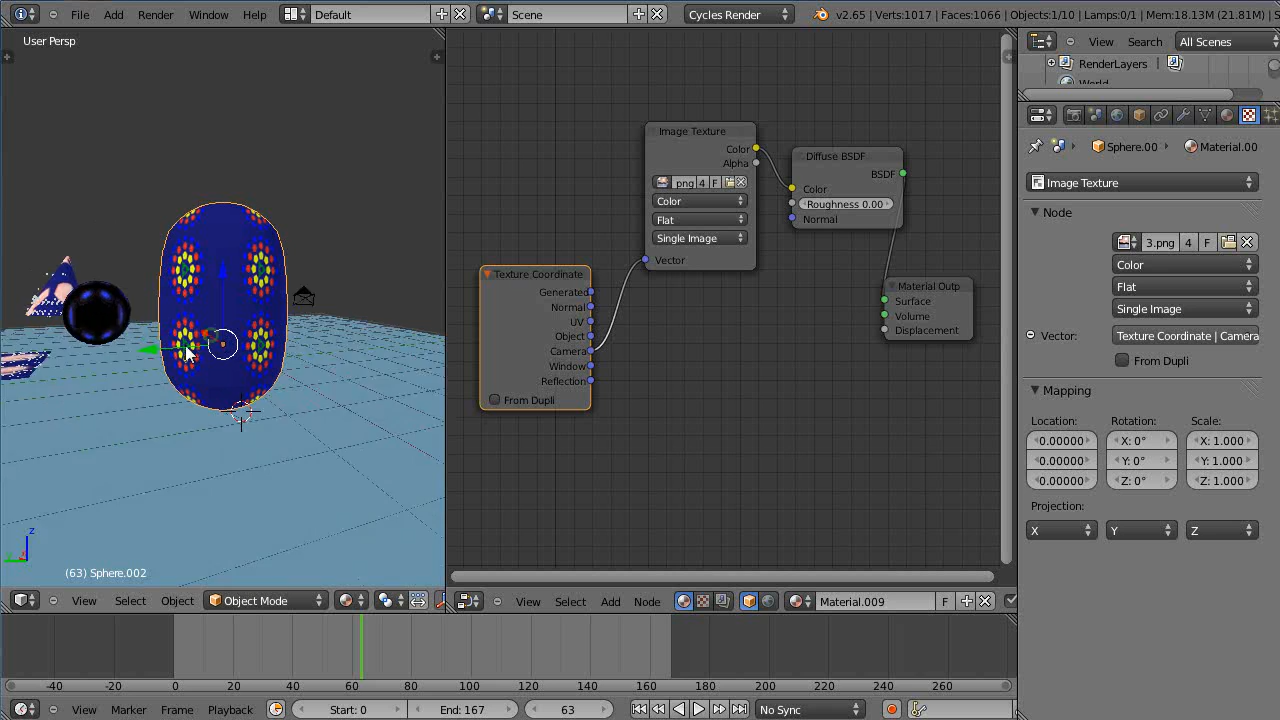 File Add Render Window Help Default Scene Cycles Render v2.65 | Verts:1017 | Faces:1066 | Objects:1/10 | Lamps:0/1 | Mem:18.13M (21.81M) | S
User Persp
View Search All Scenes
RenderLayers
World
Image Texture
Color
Alpha
png 4 F
Color
Flat
Single Image
Vector
Diffuse BSDF
BSDF
Color
Roughness 0.00
Normal
Texture Coordinate
Generated
Normal
UV
Object
Camera
Window
Reflection
From Dupli
Material Outp
Surface
Volume
Displacement
Sphere.00 Material.00
Image Texture
Node
3.png 4 F
Color
Flat
Single Image
Vector: Texture Coordinate | Camera
From Dupli
Mapping
Location: Rotation: Scale:
0.00000 X: 0° X: 1.000
0.00000 Y: 0° Y: 1.000
0.00000 Z: 0° Z: 1.000
Projection:
X Y Z
z
(63) Sphere.002
View Select Object Object Mode
View Select Add Node Material.009 F
-40 -20 0 20 40 60 80 100 120 140 160 180 200 220 240 260
View Marker Frame Playback Start: 0 End: 167 63 No Sync